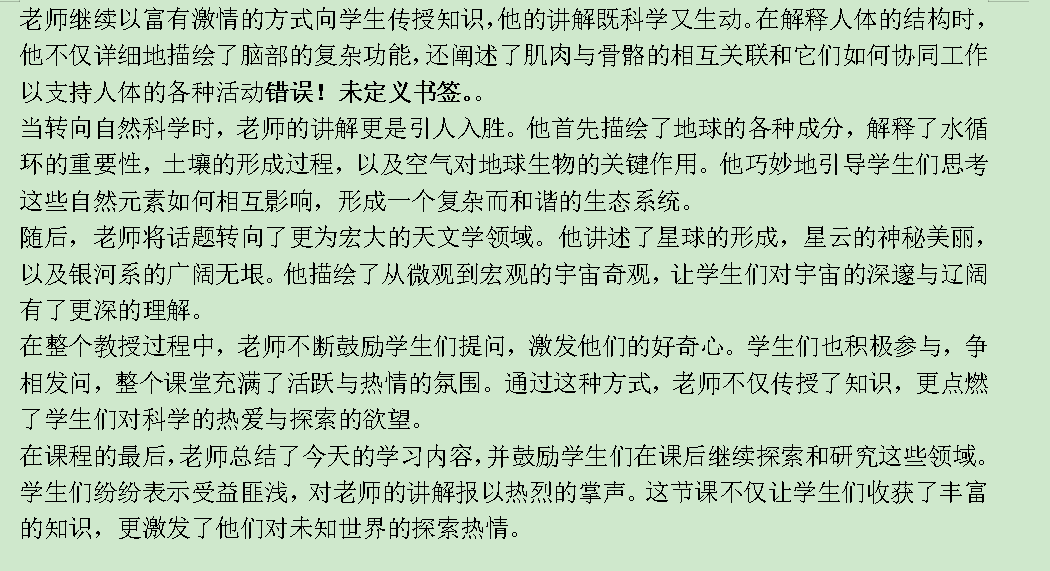 老师继续以富有激情的方式向学生传授知识,他的讲解既科学又生动。在解释人体的结构时，
他不仅详细地描绘了脑部的复杂功能,还阐述了肌肉与骨骼的相互关联和它们如何协同工作
以支持人体的各种活动错误！未定义书签。。
当转向自然科学时，老师的讲解更是引人入胜。他首先描绘了地球的各种成分，解释了水循
环的重要性，土壤的形成过程，以及空气对地球生物的关键作用。他巧妙地引导学生们思考
这些自然元素如何相互影响，形成一个复杂而和谐的生态系统。
随后，老师将话题转向了更为宏大的天文学领域。他讲述了星球的形成，星云的神秘美丽，
以及银河系的广阔无垠。他描绘了从微观到宏观的宇宙奇观，让学生们对宇宙的深邃与辽阔
有了更深的理解。
在整个教授过程中，老师不断鼓励学生们提问，激发他们的好奇心。学生们也积极参与，争
相发问，整个课堂充满了活跃与热情的氛围。通过这种方式，老师不仅传授了知识，更点燃
了学生们对科学的热爱与探索的欲望。
在课程的最后,老师总结了今天的学习内容,并鼓励学生们在课后继续探索和研究这些领域。
学生们纷纷表示受益匪浅，对老师的讲解报以热烈的掌声。这节课不仅让学生们收获了丰富
的知识，更激发了他们对未知世界的探索热情。